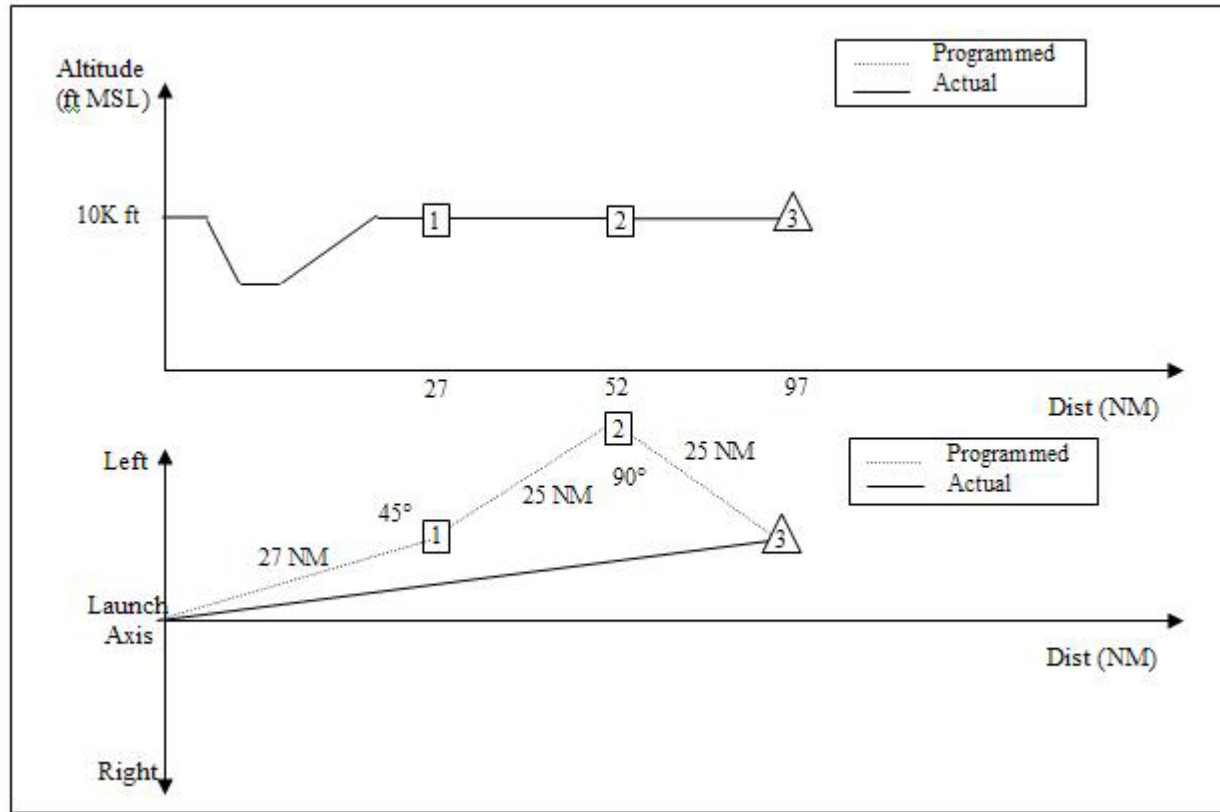 Programmed
Actual
Altitude
(ft MSL)
10K ft
1
2
3
27
52
97
Dist (NM)
Programmed
Actual
Left
2
25 NM
90°
25 NM
45°
1
3
27 NM
Launch
Axis
Dist (NM)
Right